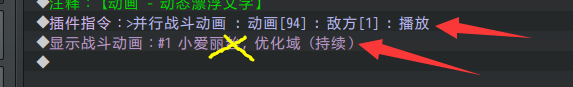 ◆注释：【动画 - 动态漂浮文字】
◆插件指令：>并行战斗动画 : 动画[94] : 敌方[1] : 播放
◆显示战斗动画：#1 小爱丽丝, 优化域（持续）
◆